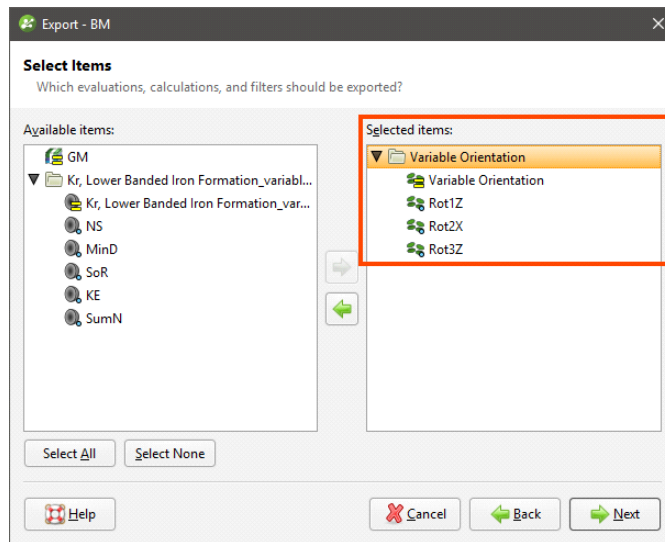 Export - BM
Select Items
Which evaluations, calculations, and filters should be exported?
Available items:
GM
Kr, Lower Banded Iron Formation_variabl...
Kr, Lower Banded Iron Formation_var...
NS
MinD
SoR
KE
SumN
Selected items:
Variable Orientation
Variable Orientation
Rot1Z
Rot2X
Rot3Z
Select All
Select None
Help
Cancel
Back
Next